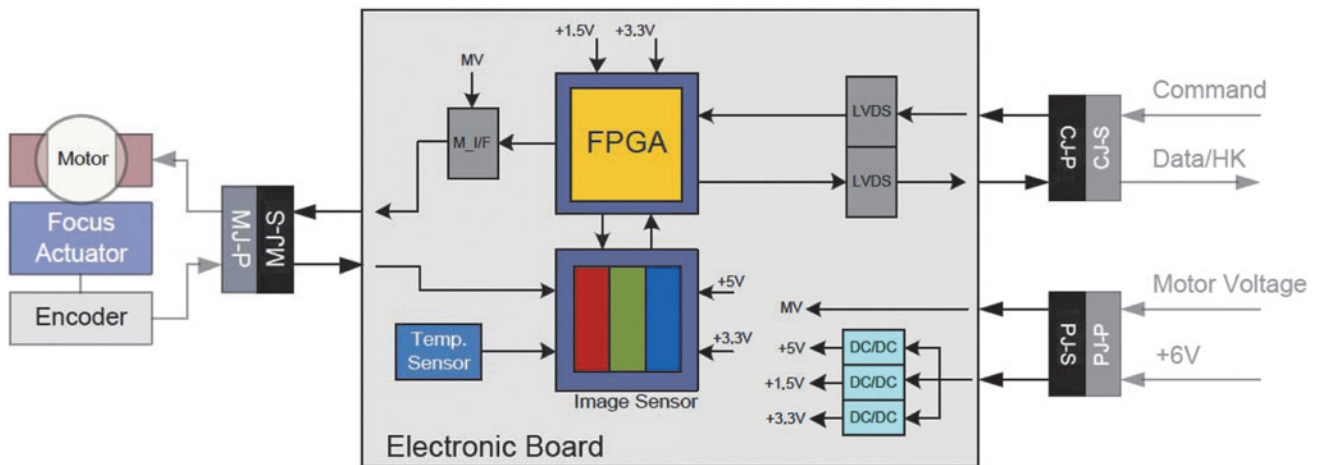 +1.5V
+3.3V
MV
Command
LVDS
CJ-P
CJ-S
FPGA
M_I/F
Motor
Data/HK
LVDS
Focus
Actuator
MJ-P
MJ-S
+5V
Motor Voltage
Encoder
MV
Temp.
Sensor
+3.3V
+5V
DC/DC
PJ-S
PJ-P
+6V
+1.5V
DC/DC
Image Sensor
+3.3V
DC/DC
Electronic Board